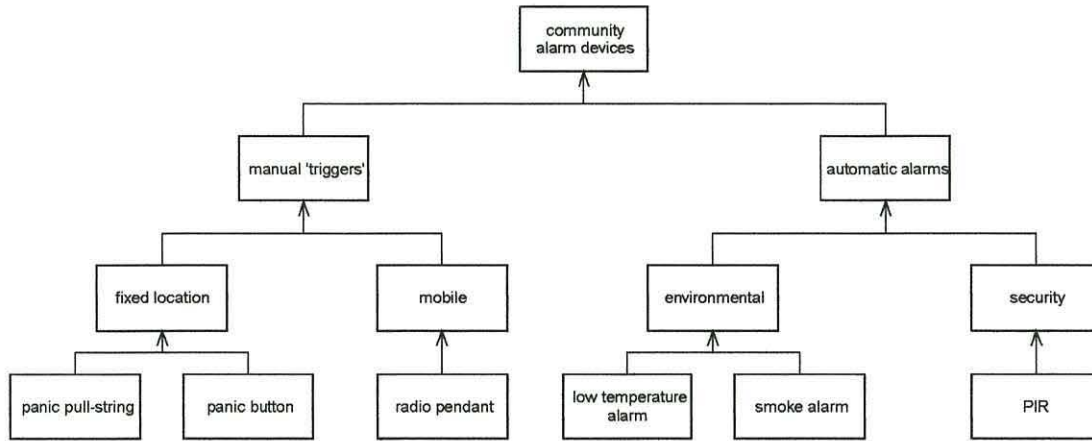 community
alarm devices
manual 'triggers'
automatic alarms
fixed location
mobile
environmental
security
panic pull-string
panic button
radio pendant
low temperature
alarm
smoke alarm
PIR